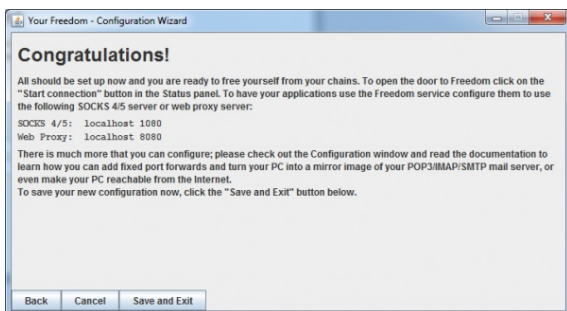 Your Freedom - Configuration Wizard
Congratulations!
All should be set up now and you are ready to free yourself from your chains. To open the door to Freedom click on the
"Start connection" button in the Status panel. To have your applications use the Freedom service configure them to use
the following SOCKS 4/5 server or web proxy server:
SOCKS 4/5: localhost 1080
Web Proxy: localhost 8080
There is much more that you can configure; please check out the Configuration window and read the documentation to
learn how you can add fixed port forwards and turn your PC into a mirror image of your POP3/IMAP/SMTP mail server, or
even make your PC reachable from the Internet.
To save your new configuration now, click the "Save and Exit" button below.
Back Cancel Save and Exit